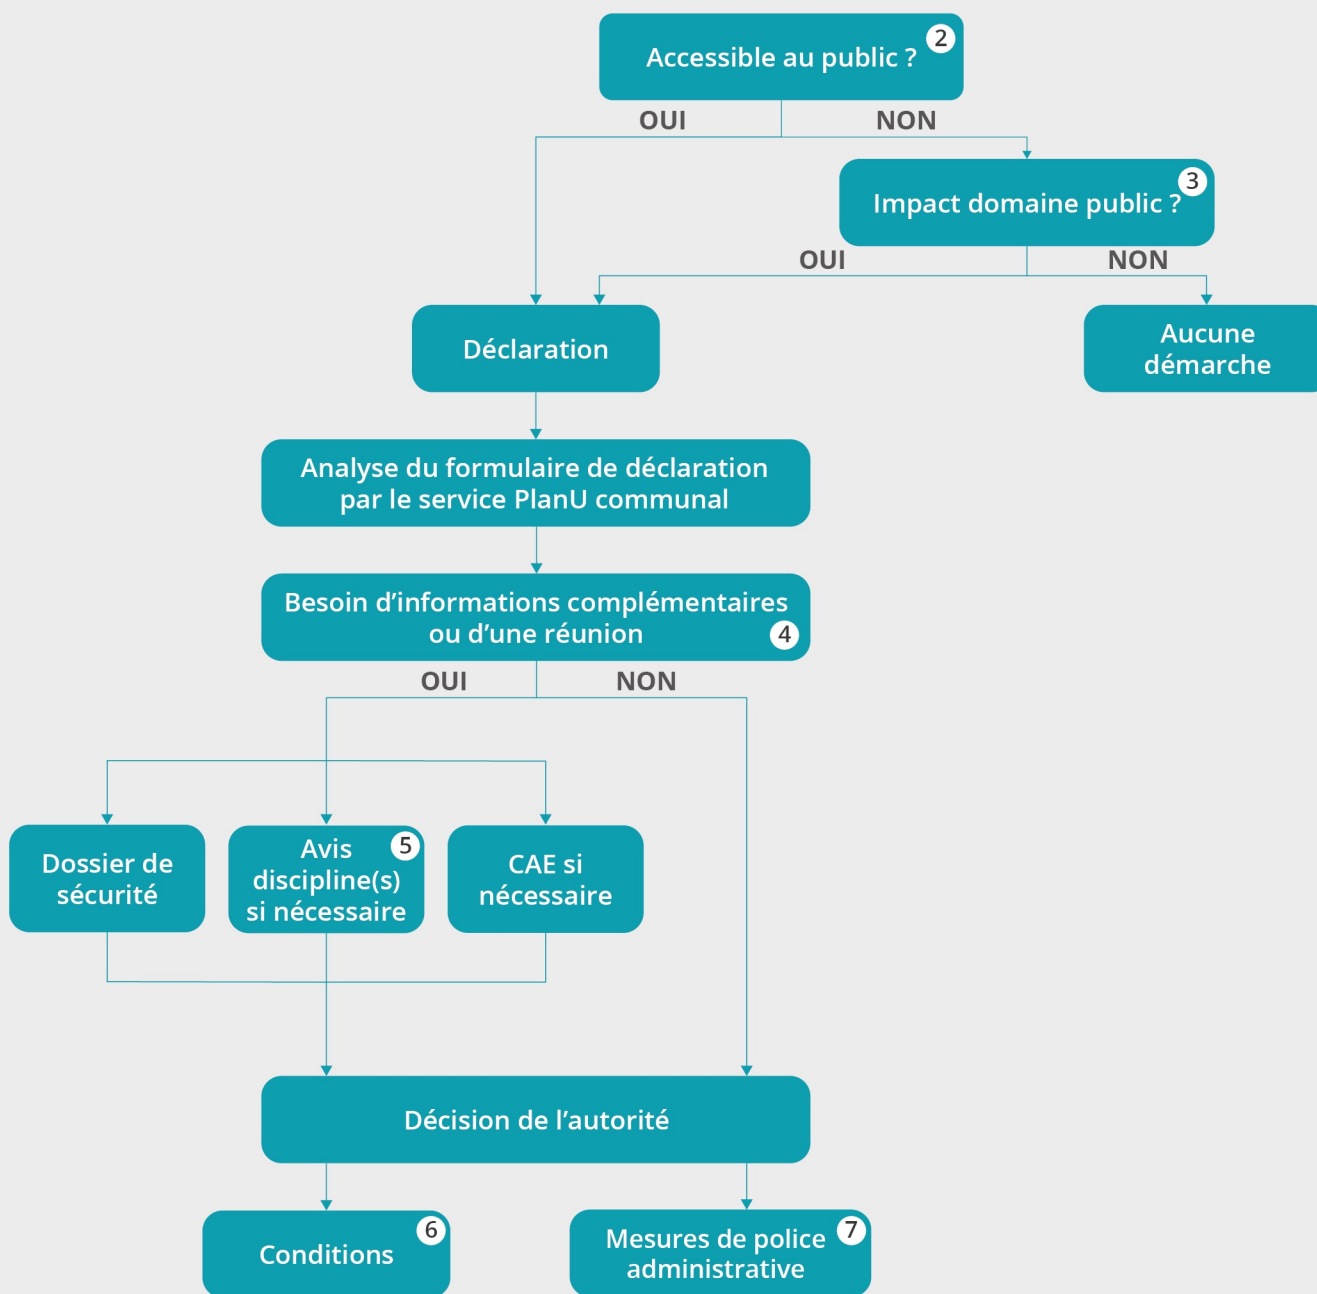 Accessible au public ? 2
OUI NON
Impact domaine public ? 3
OUI NON
Déclaration
Aucune
démarche
Analyse du formulaire de déclaration
par le service PlanU communal
Besoin d’informations complémentaires
ou d’une réunion 4
OUI NON
Dossier de
sécurité
Avis 5
discipline(s)
si nécessaire
CAE si
nécessaire
Décision de l’autorité
Conditions 6
Mesures de police 7
administrative